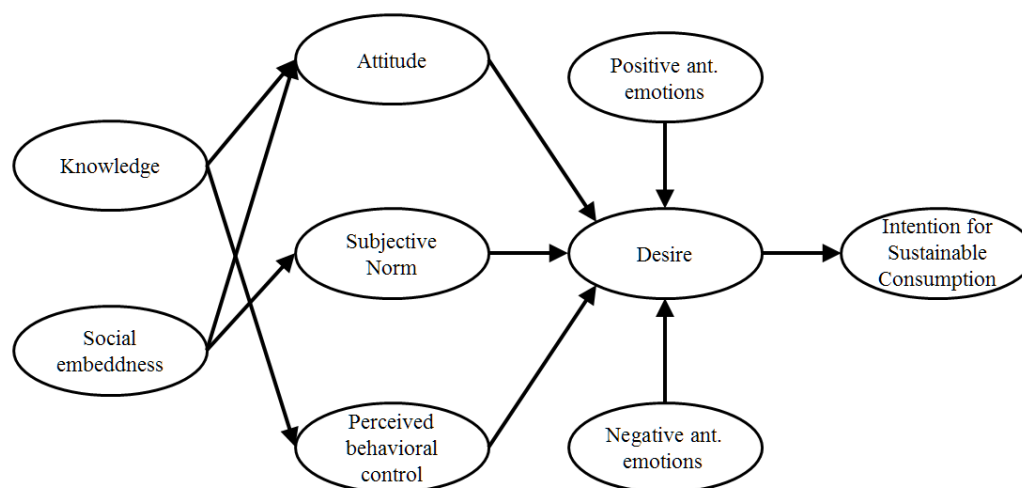 Attitude
Positive ant.
emotions
Knowledge
Subjective
Norm
Desire
Intention for
Sustainable
Consumption
Social
embeddness
Perceived
behavioral
control
Negative ant.
emotions